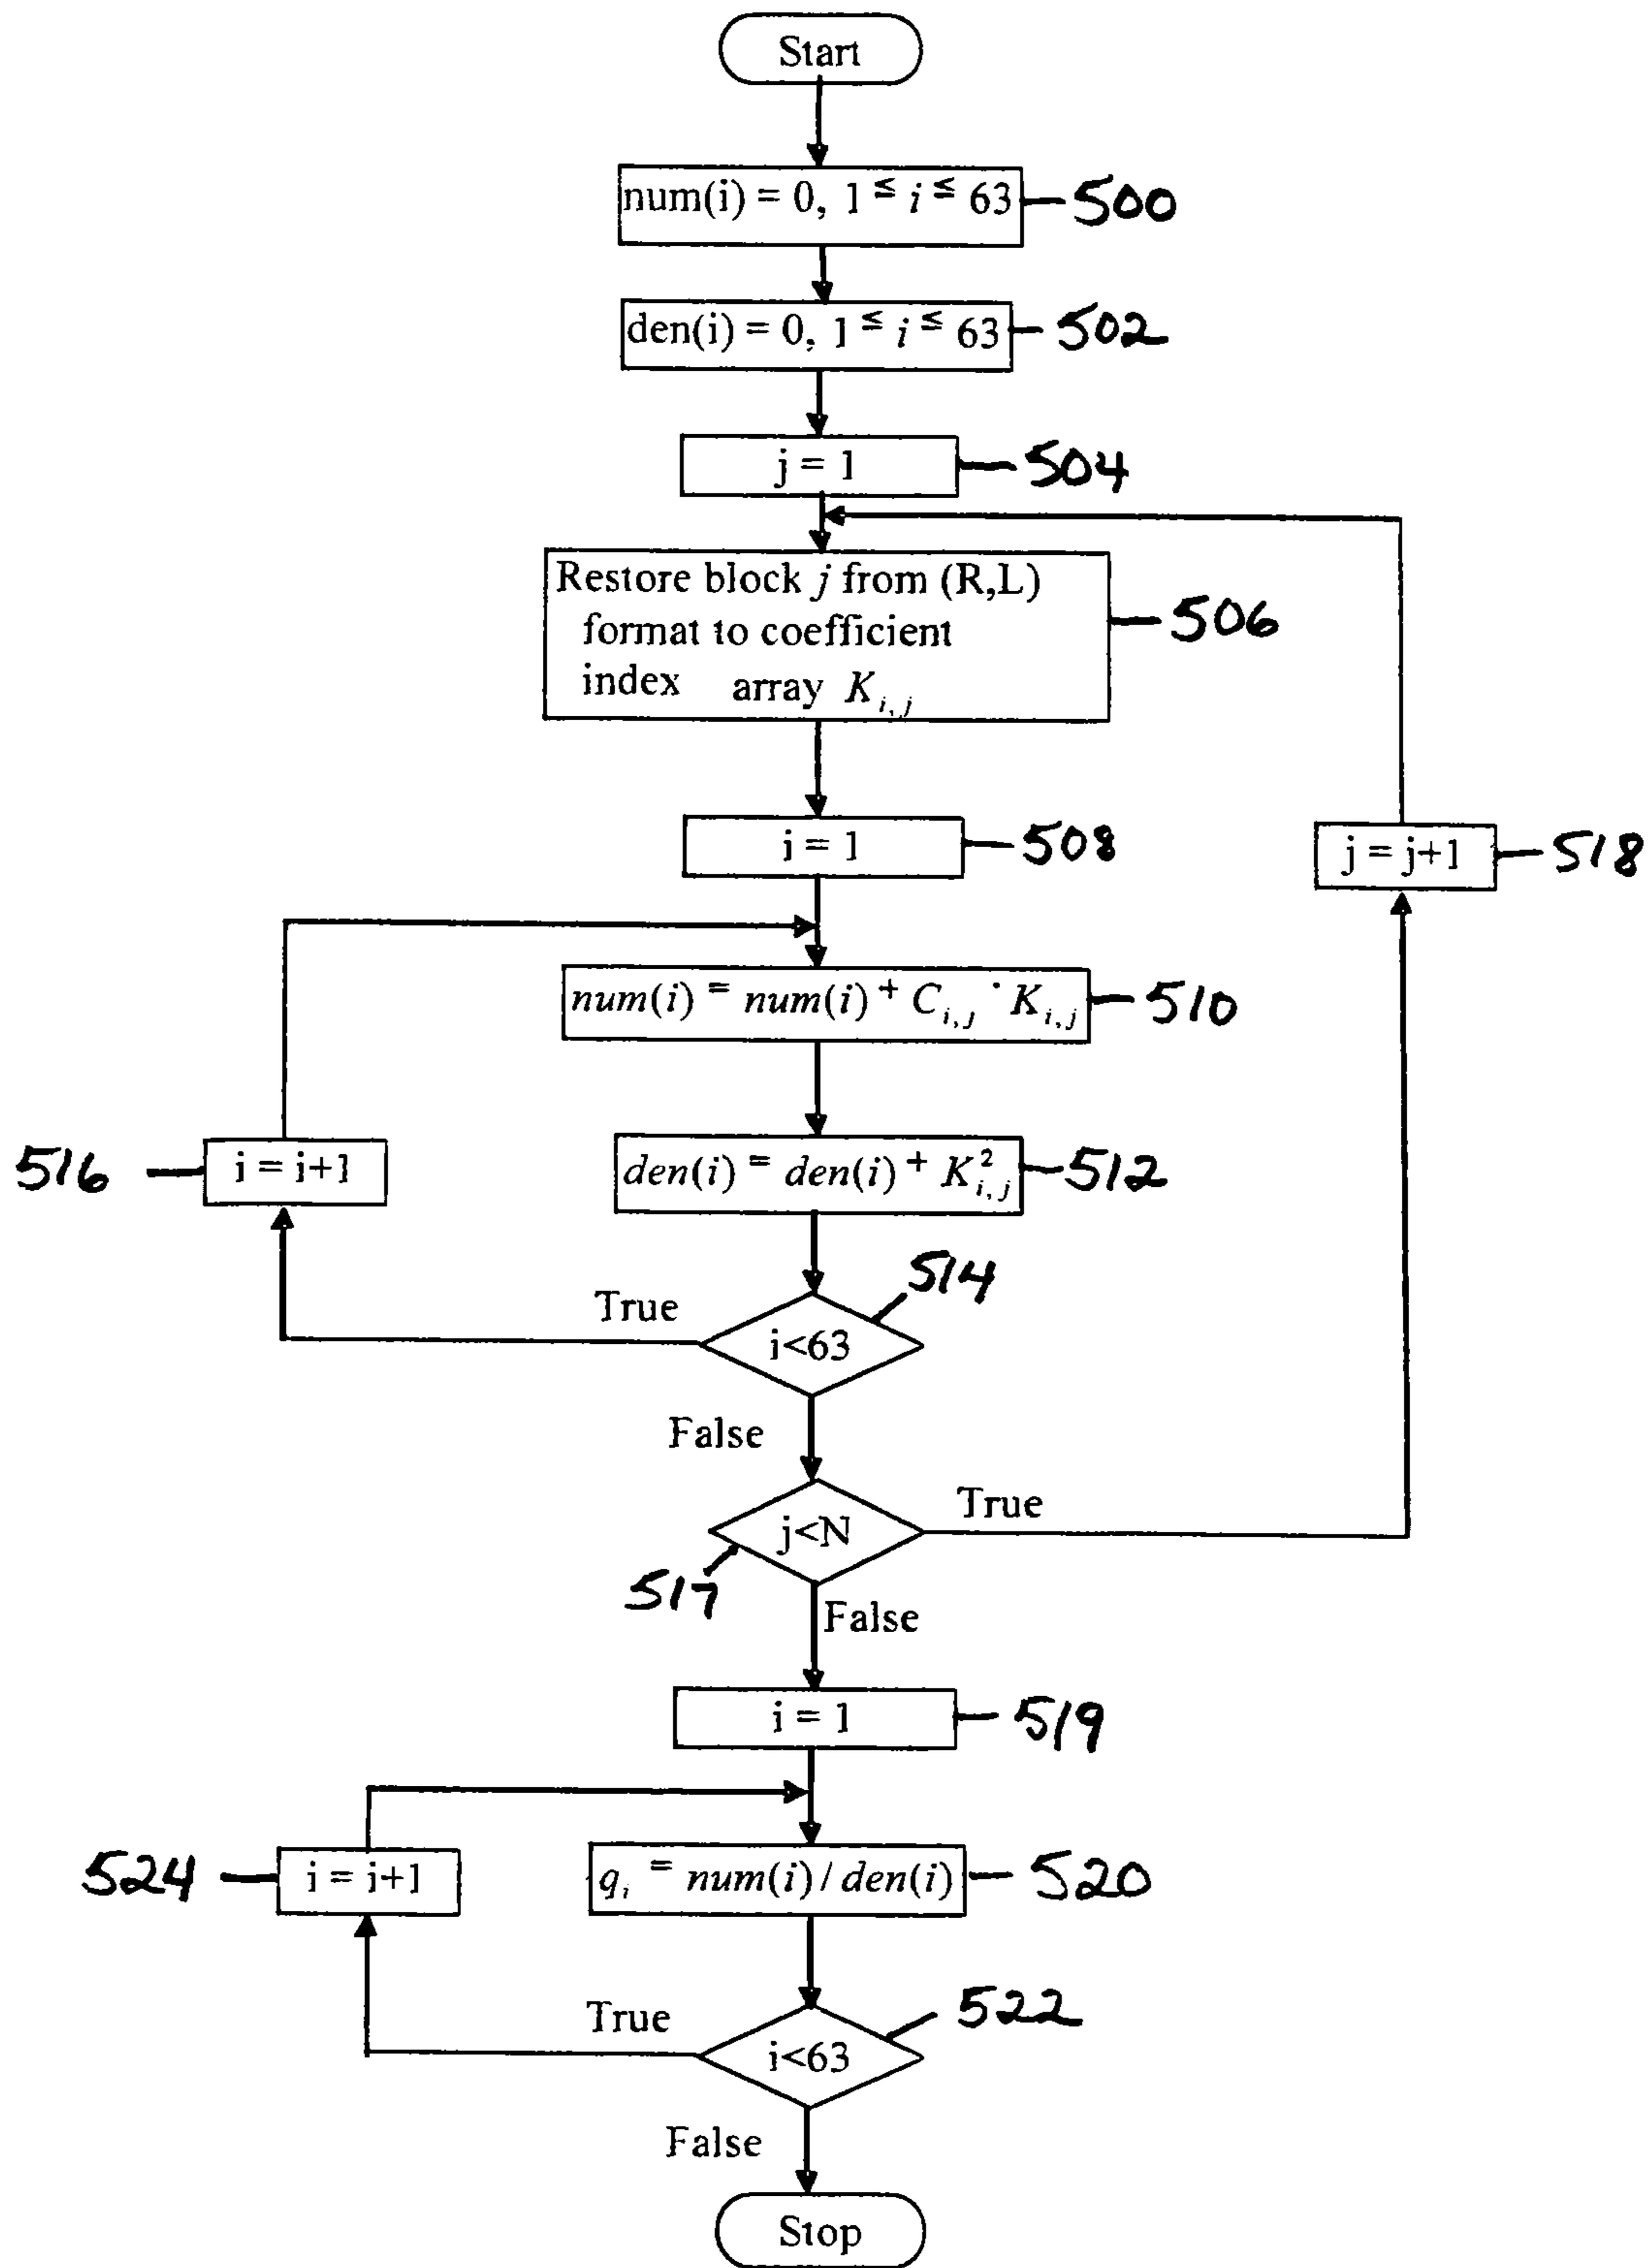 Start
num(i) = 0, 1 ≦ i ≦ 63
500
den(i) = 0, 1 ≦ i ≦ 63
502
j = 1
504
Restore block j from (R,L)
format to coefficient
index array K_{i,j}
506
i = 1
508
j = j+1
518
num(i) = num(i) + C_{i,j} · K_{i,j}
510
516
i = i+1
den(i) = den(i) + K²_{i,j}
512
514
True
i<63
False
j<N
True
517
False
i = 1
519
524
i = i+1
q_i = num(i) / den(i)
520
522
True
i<63
False
Stop